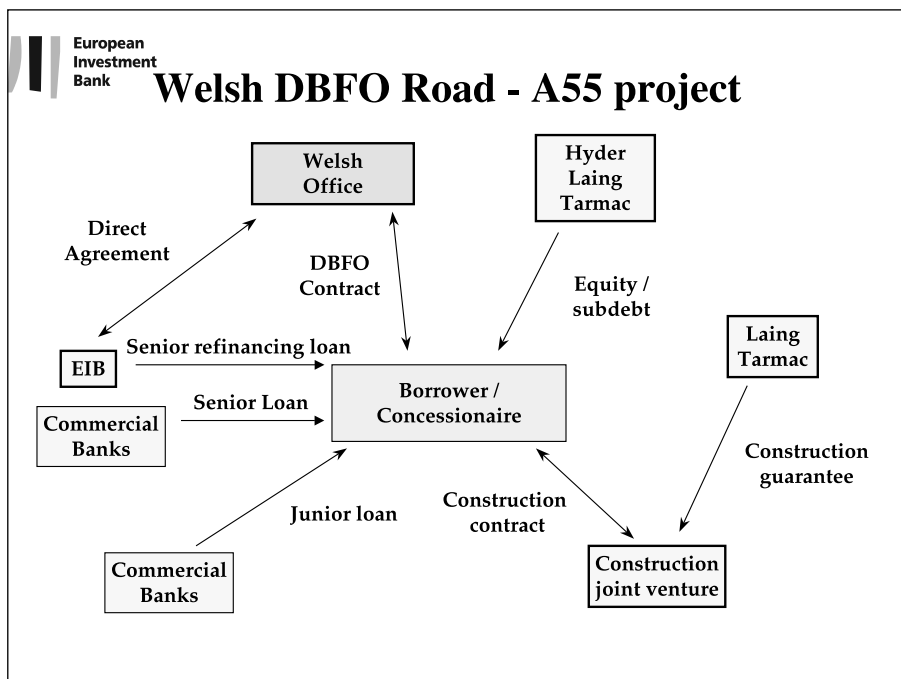 European
Investment
Bank
Welsh DBFO Road - A55 project
Welsh
Office
Hyder
Laing
Tarmac
Direct
Agreement
DBFO
Contract
Equity /
subdebt
Laing
Tarmac
EIB
Senior refinancing loan
Borrower /
Concessionaire
Senior Loan
Commercial
Banks
Construction
guarantee
Junior loan
Construction
contract
Commercial
Banks
Construction
joint venture